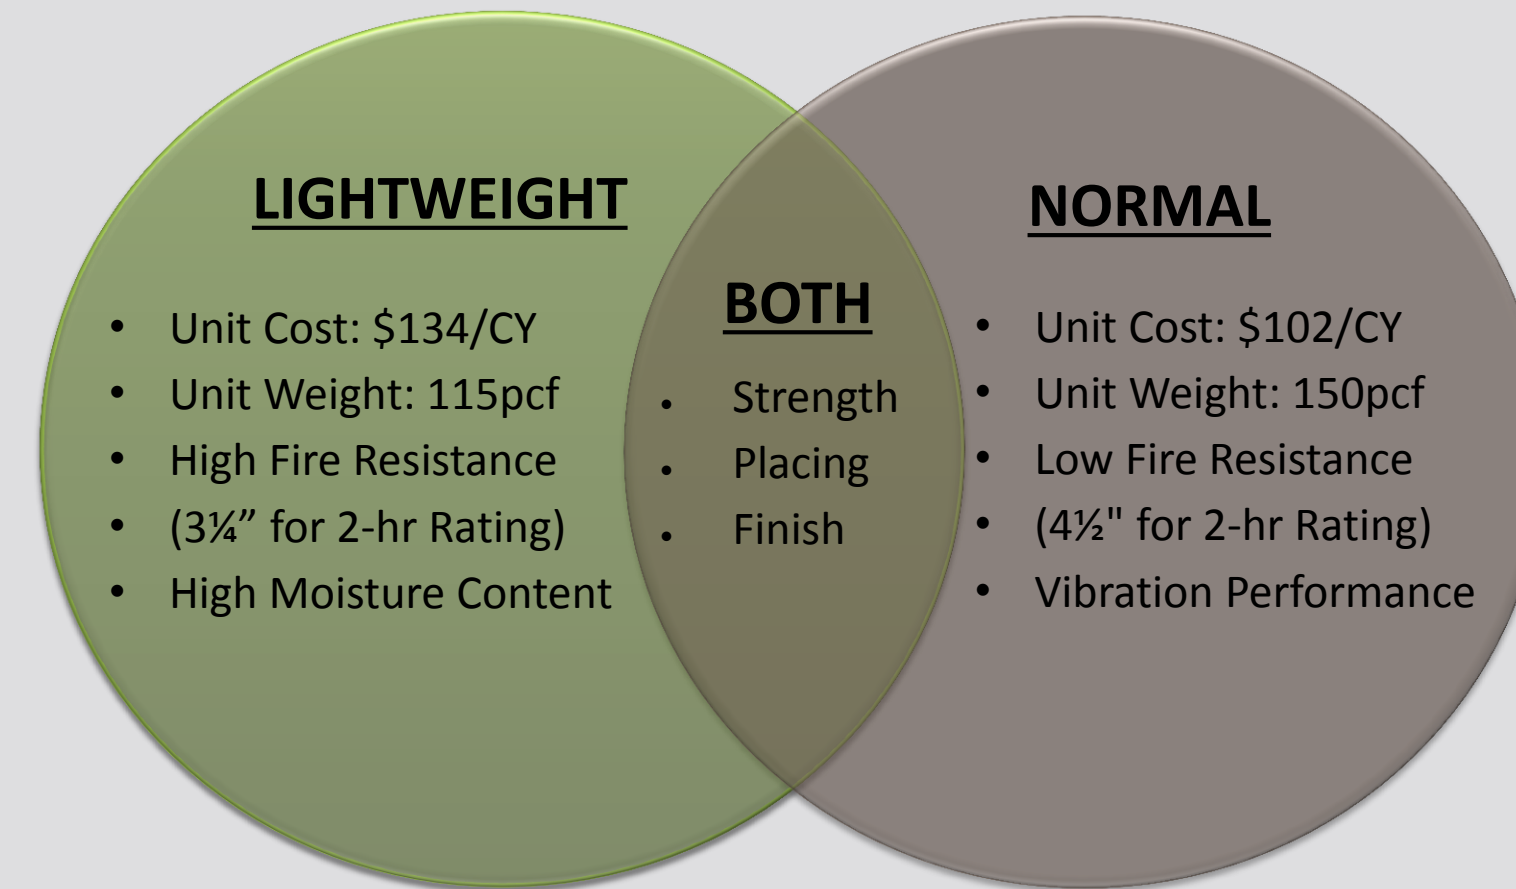 LIGHTWEIGHT
• Unit Cost: $134/CY
• Unit Weight: 115pcf
• High Fire Resistance
• (3¼” for 2-hr Rating)
• High Moisture Content
BOTH
• Strength
• Placing
• Finish
NORMAL
• Unit Cost: $102/CY
• Unit Weight: 150pcf
• Low Fire Resistance
• (4½" for 2-hr Rating)
• Vibration Performance